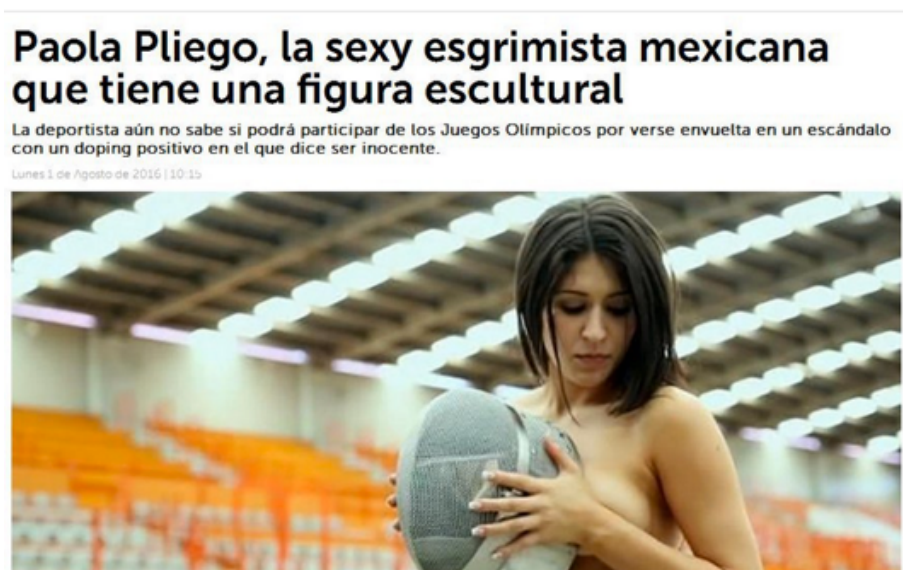 Paola Pliego, la sexy esgrimista mexicana
que tiene una figura escultural
La deportista aún no sabe si podrá participar de los Juegos Olímpicos por verse envuelta en un escándalo
con un doping positivo en el que dice ser inocente.
Lunes 1 de Agosto de 2016 | 10:15